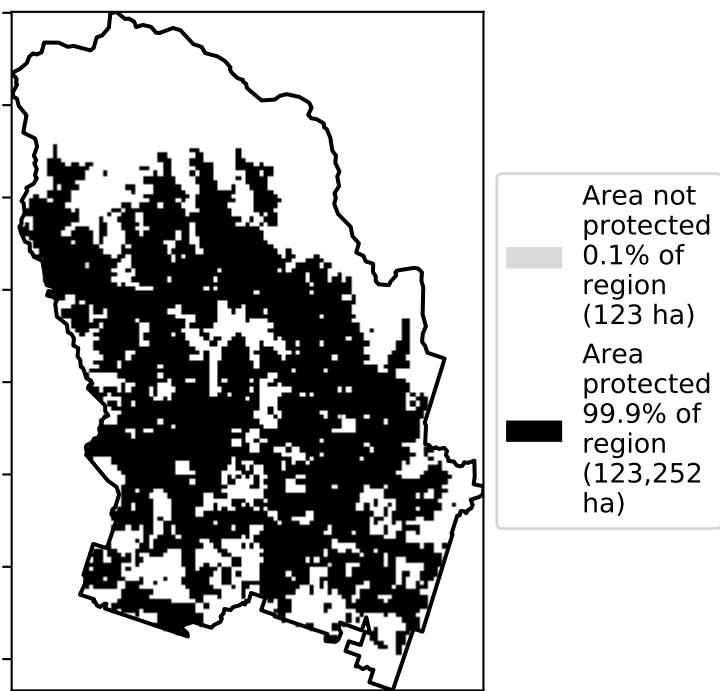 Area not
protected
0.1% of
region
(123 ha)
Area
protected
99.9% of
region
(123,252
ha)